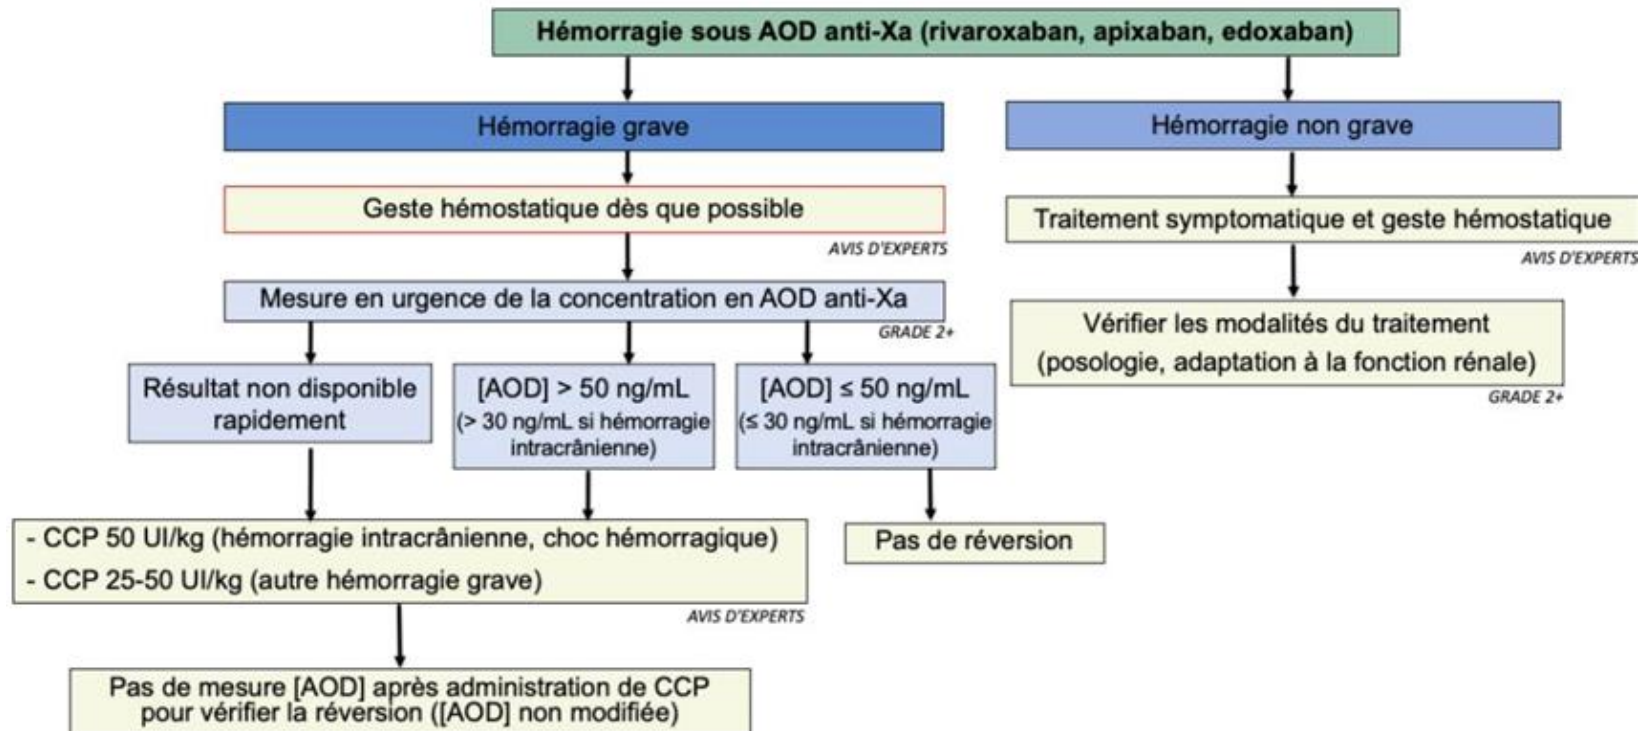 Hémorragie sous AOD anti-Xa (rivaroxaban, apixaban, edoxaban)
Hémorragie grave
Geste hémostatique dès que possible
AVIS D'EXPERTS
Mesure en urgence de la concentration en AOD anti-Xa
GRADE 2+
Résultat non disponible
rapidement
[AOD] > 50 ng/mL
(> 30 ng/mL si hémorragie
intracrânienne)
[AOD] ≤ 50 ng/mL
(≤ 30 ng/mL si hémorragie
intracrânienne)
- CCP 50 UI/kg (hémorragie intracrânienne, choc hémorragique)
- CCP 25-50 UI/kg (autre hémorragie grave)
AVIS D'EXPERTS
Pas de réversion
Pas de mesure [AOD] après administration de CCP
pour vérifier la réversion ([AOD] non modifiée)
Hémorragie non grave
Traitement symptomatique et geste hémostatique
AVIS D'EXPERTS
Vérifier les modalités du traitement
(posologie, adaptation à la fonction rénale)
GRADE 2+